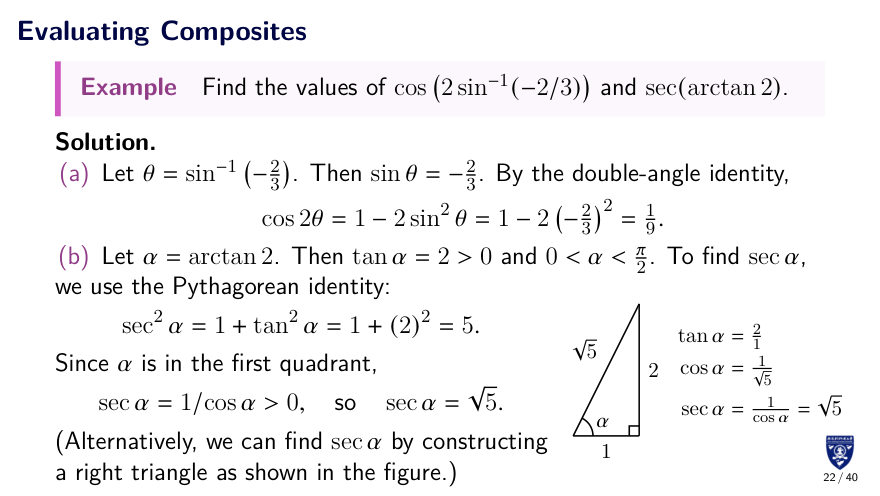 Evaluating Composites
Example Find the values of cos (2 sin⁻¹(−2/3)) and sec(arctan 2).
Solution.
(a) Let θ = sin⁻¹ (−2/3). Then sin θ = −2/3. By the double-angle identity,
cos 2θ = 1 − 2 sin² θ = 1 − 2 (−2/3)² = 1/9.
(b) Let α = arctan 2. Then tan α = 2 > 0 and 0 < α < π/2. To find sec α,
we use the Pythagorean identity:
sec² α = 1 + tan² α = 1 + (2)² = 5.
Since α is in the first quadrant,
sec α = 1/cos α > 0, so sec α = √5.
(Alternatively, we can find sec α by constructing
a right triangle as shown in the figure.)
√5
2
α
1
tan α = 2/1
cos α = 1/√5
sec α = 1/cos α = √5
22 / 40